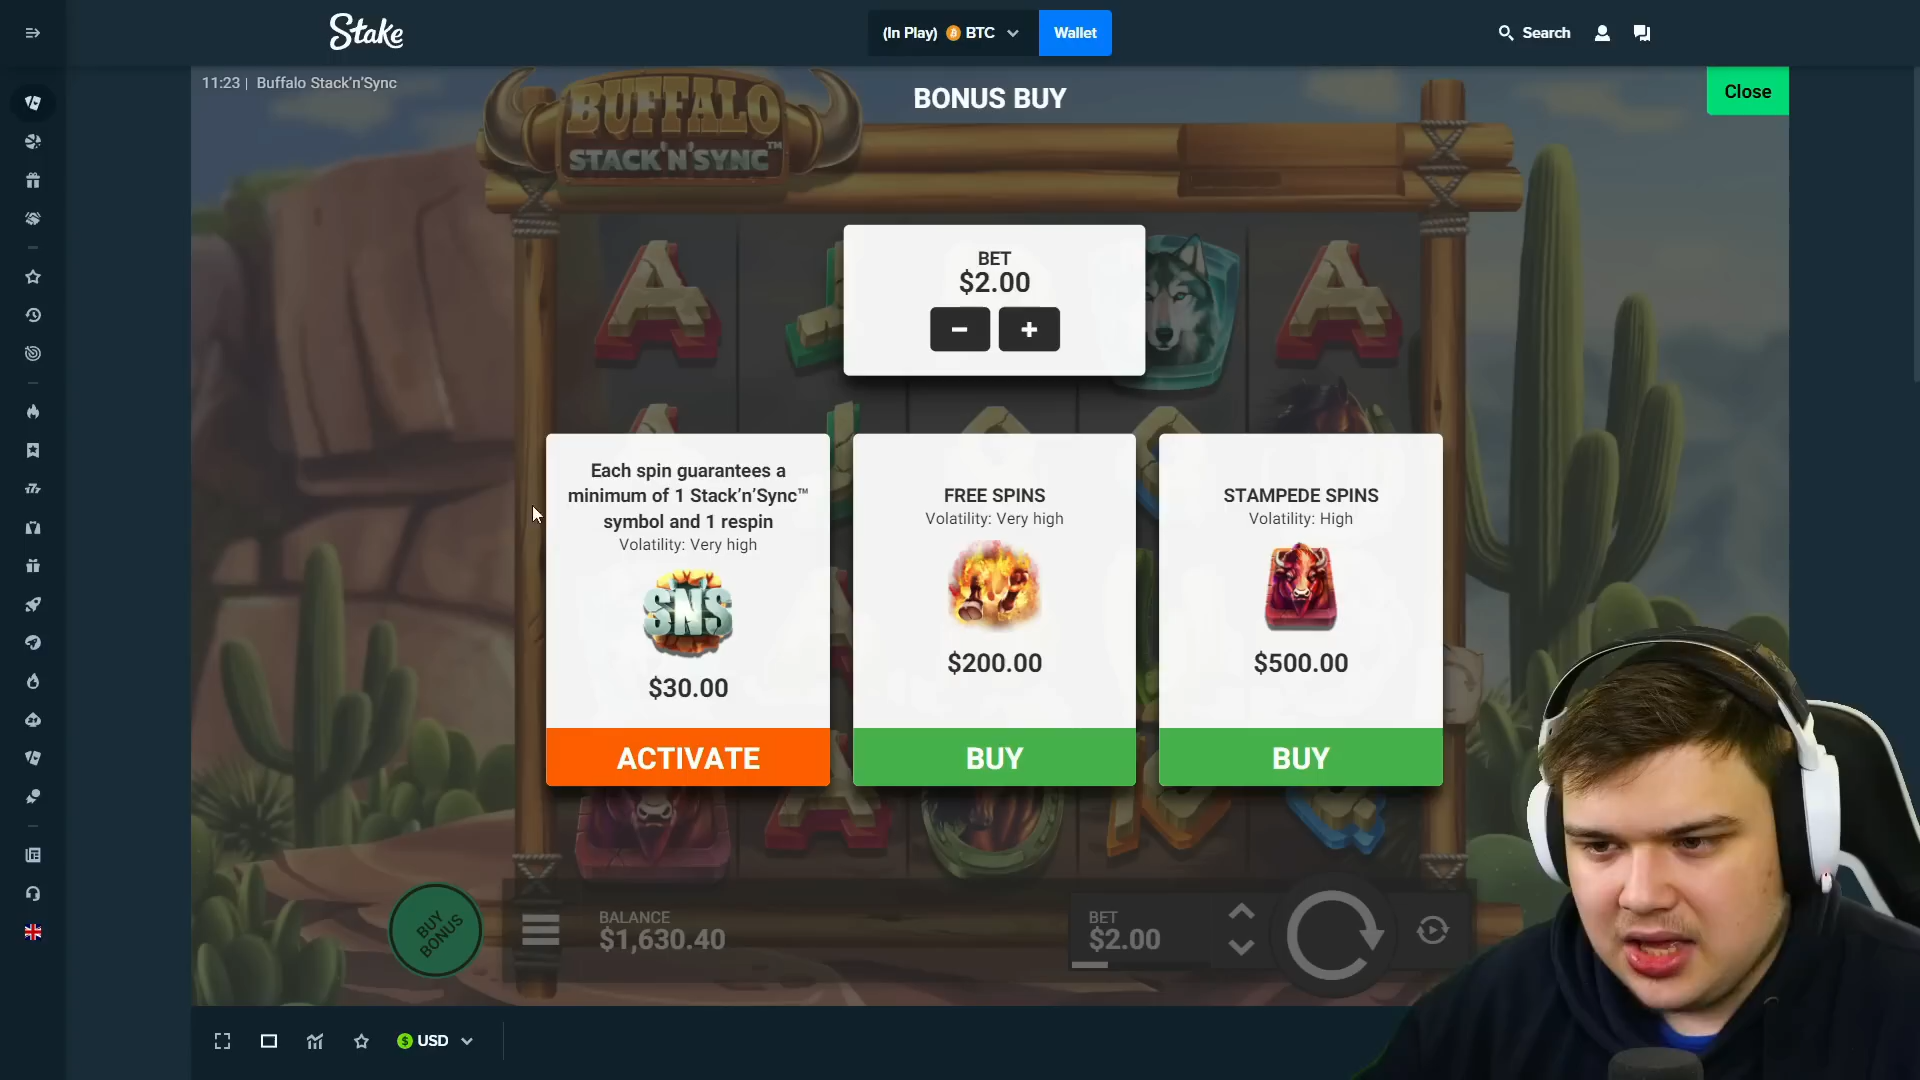 Stake
(In Play) BTC
Wallet
Search
11:23 | Buffalo Stack'n'Sync
BUFFALO
STACK'N'SYNC™
BONUS BUY
Close
BET
$2.00
Each spin guarantees a
minimum of 1 Stack'n'Sync™
symbol and 1 respin
Volatility: Very high
SNS
$30.00
ACTIVATE
FREE SPINS
Volatility: Very high
$200.00
BUY
STAMPEDE SPINS
Volatility: High
$500.00
BUY
BUY
BONUS
BALANCE
$1,630.40
BET
$2.00
USD